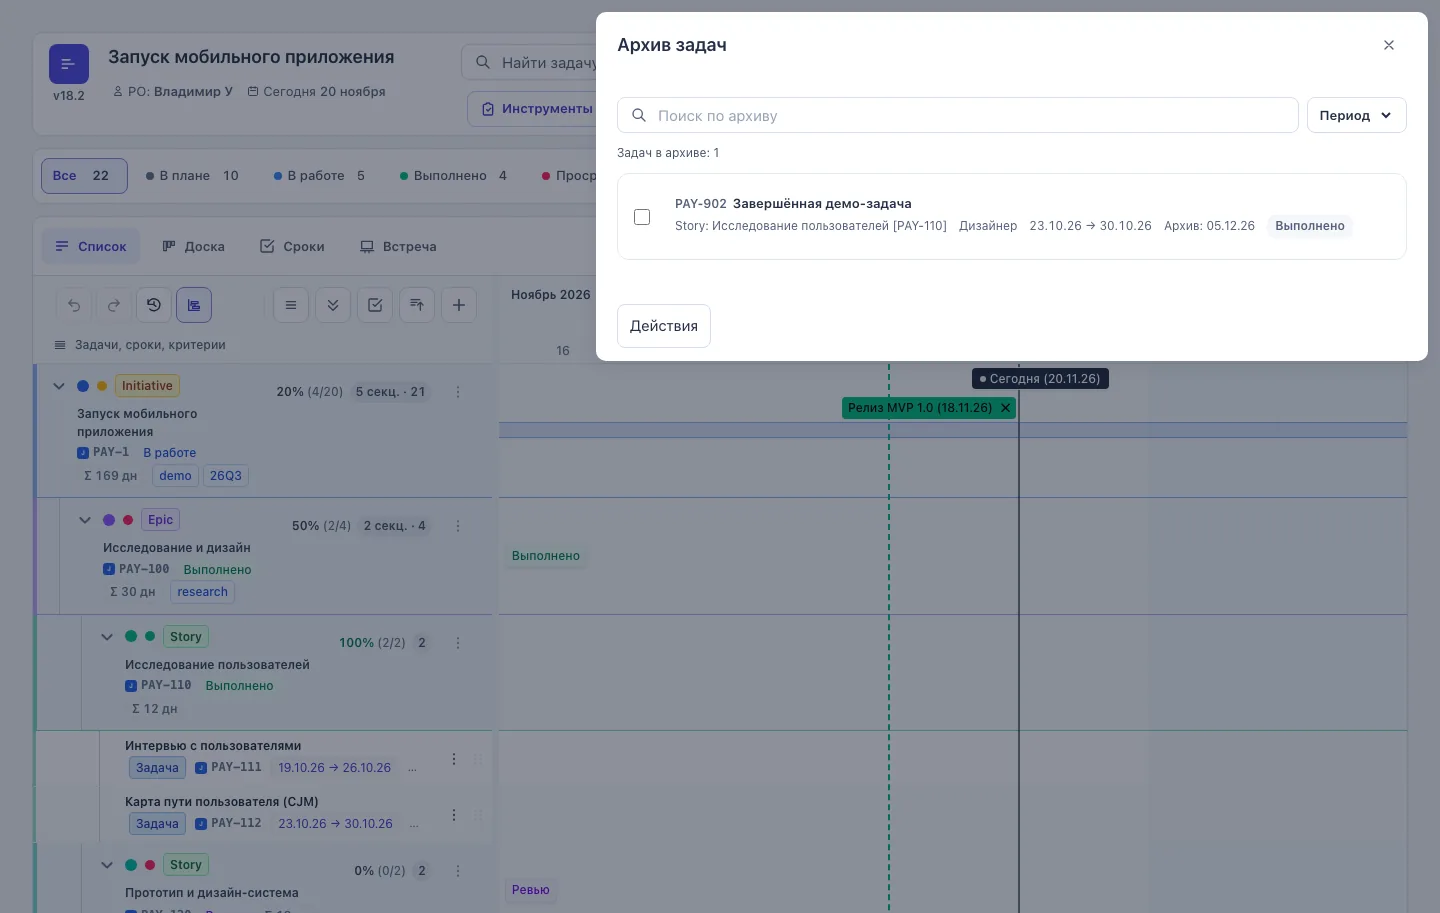 Запуск мобильного приложения
v18.2
PO: Владимир У
Сегодня 20 ноября
Найти задачу
Инструменты
Все 22
В плане 10
В работе 5
Выполнено 4
Список
Доска
Сроки
Встреча
Ноябрь 2026
16
Задачи, сроки, критерии
Архив задач
Поиск по архиву
Период
Задач в архиве: 1
PAY-902 Завершённая демо-задача
Story: Исследование пользователей [PAY-110] Дизайнер 23.10.26 → 30.10.26 Архив: 05.12.26 Выполнено
Действия
Сегодня (20.11.26)
Релиз MVP 1.0 (18.11.26)
Initiative
20% (4/20) 5 секц. · 21
Запуск мобильного
приложения
PAY-1 В работе
Σ 169 дн demo 26Q3
Epic
50% (2/4) 2 секц. · 4
Исследование и дизайн
PAY-100 Выполнено
Σ 30 дн research
Выполнено
Story
100% (2/2) 2
Исследование пользователей
PAY-110 Выполнено
Σ 12 дн
Интервью с пользователями
Задача PAY-111 19.10.26 → 26.10.26 ...
Карта пути пользователя (CJM)
Задача PAY-112 23.10.26 → 30.10.26 ...
Story
0% (0/2) 2
Прототип и дизайн-система
Ревью